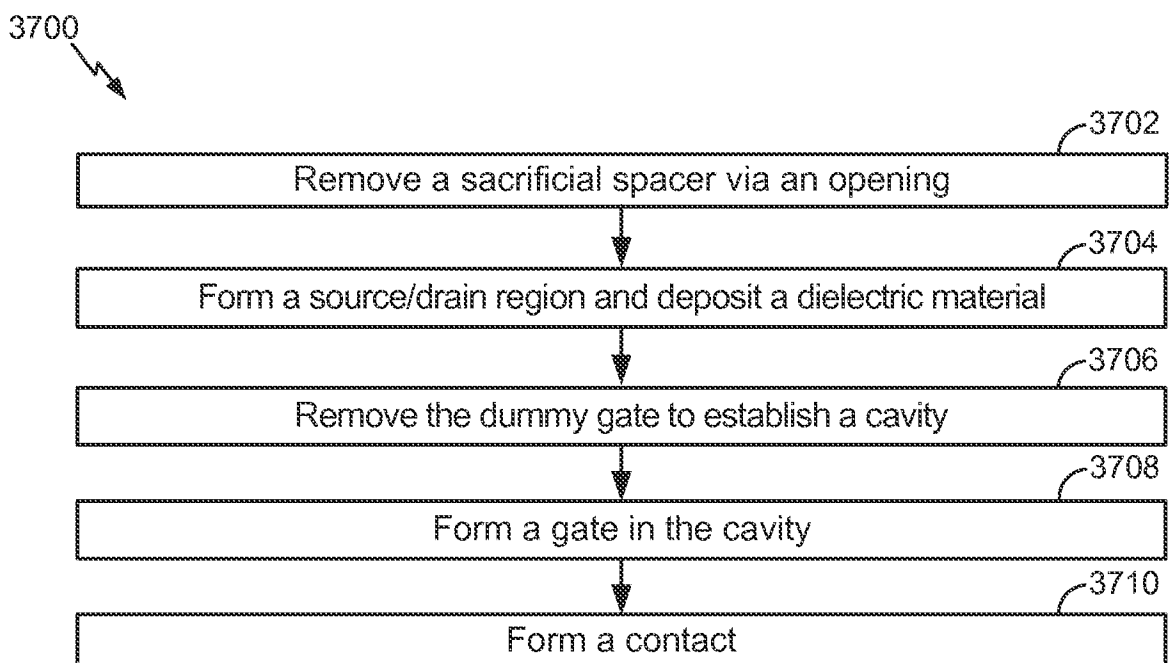 3700
3702
Remove a sacrificial spacer via an opening
3704
Form a source/drain region and deposit a dielectric material
3706
Remove the dummy gate to establish a cavity
3708
Form a gate in the cavity
3710
Form a contact